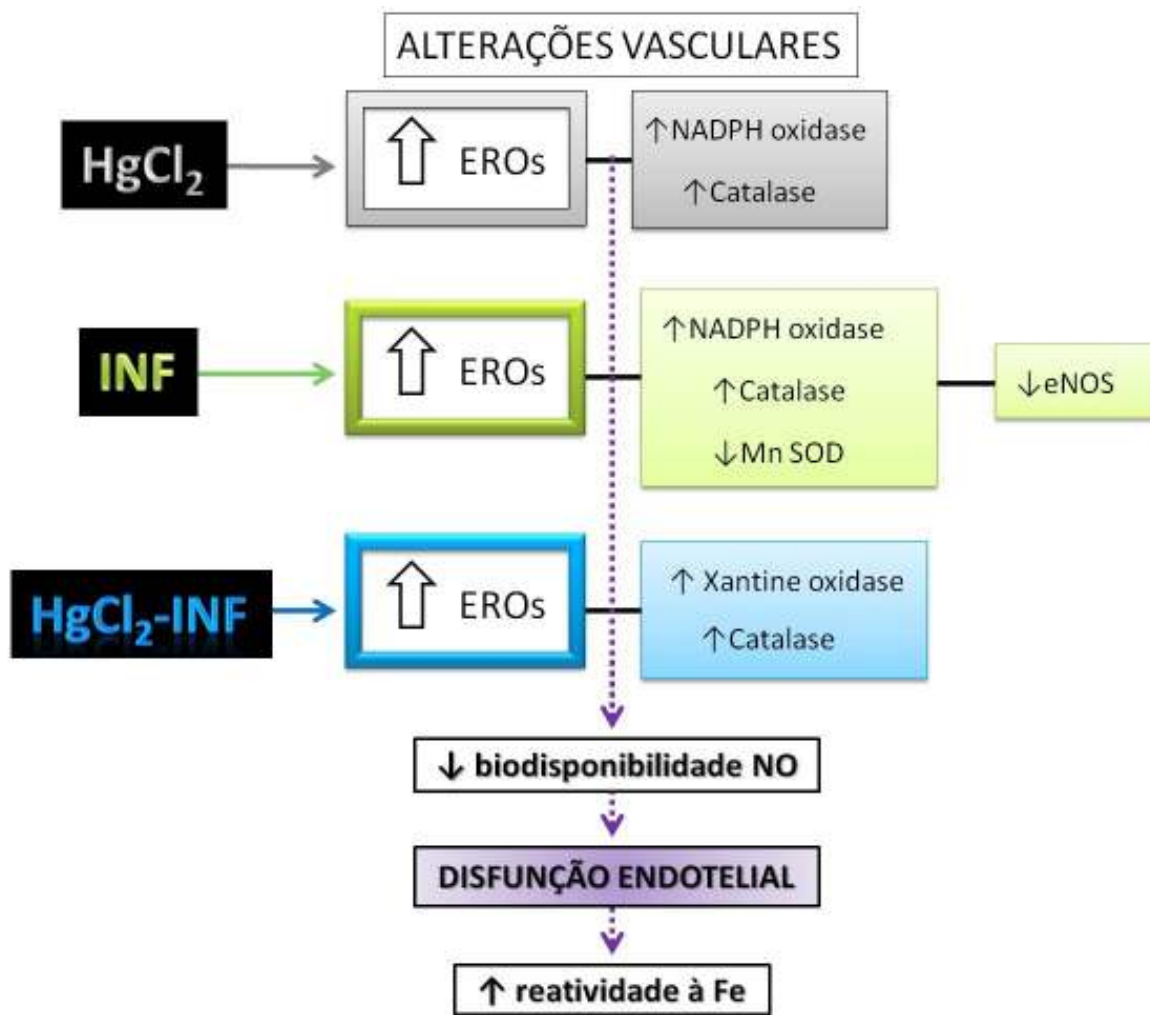 ALTERAÇÕES VASCULARES
HgCl₂
↑ EROs
↑NADPH oxidase
↑Catalase
INF
↑ EROs
↑NADPH oxidase
↑Catalase
↓Mn SOD
↓eNOS
HgCl₂-INF
↑ EROs
↑ Xantine oxidase
↑Catalase
↓ biodisponibilidade NO
DISFUNÇÃO ENDOTELIAL
↑ reatividade à Fe